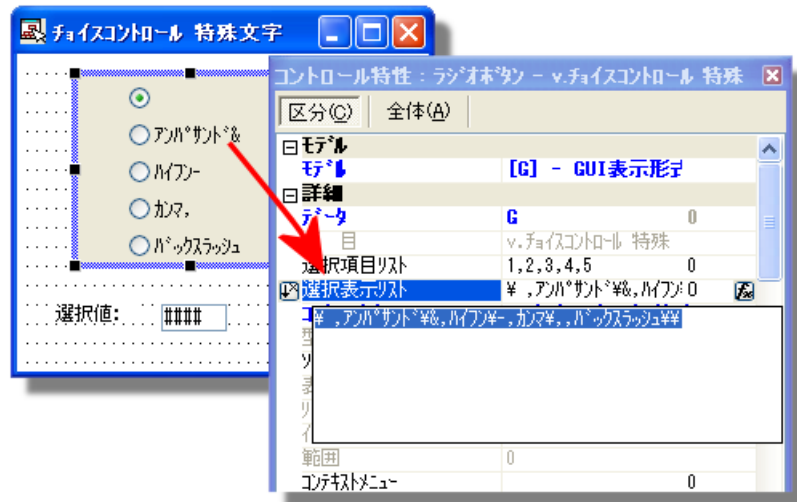 ﾁｮｲｽｺﾝﾄﾛｰﾙ 特殊文字
ｱﾝﾊﾟｻﾝﾄﾞ&
ﾊｲﾌﾝ-
ｶﾝﾏ,
ﾊﾞｯｸｽﾗｯｼｭ
選択値: ####
コントロール特性：ﾗｼﾞｵﾎﾞﾀﾝ - v.ﾁｮｲｽｺﾝﾄﾛｰﾙ 特殊
区分(C) 全体(A)
モデル
モデル [G] - GUI表示形式
詳細
データ G 0
目 v.ﾁｮｲｽｺﾝﾄﾛｰﾙ 特殊
選択項目リスト 1,2,3,4,5 0
選択表示リスト ¥ ,ｱﾝﾊﾟｻﾝﾄﾞ¥&,ﾊｲﾌﾝ 0
¥ ,ｱﾝﾊﾟｻﾝﾄﾞ¥&,ﾊｲﾌﾝ¥-,ｶﾝﾏ¥,,ﾊﾞｯｸｽﾗｯｼｭ¥¥
範囲 0
ｺﾝﾃｷｽﾄﾒﾆｭｰ 0